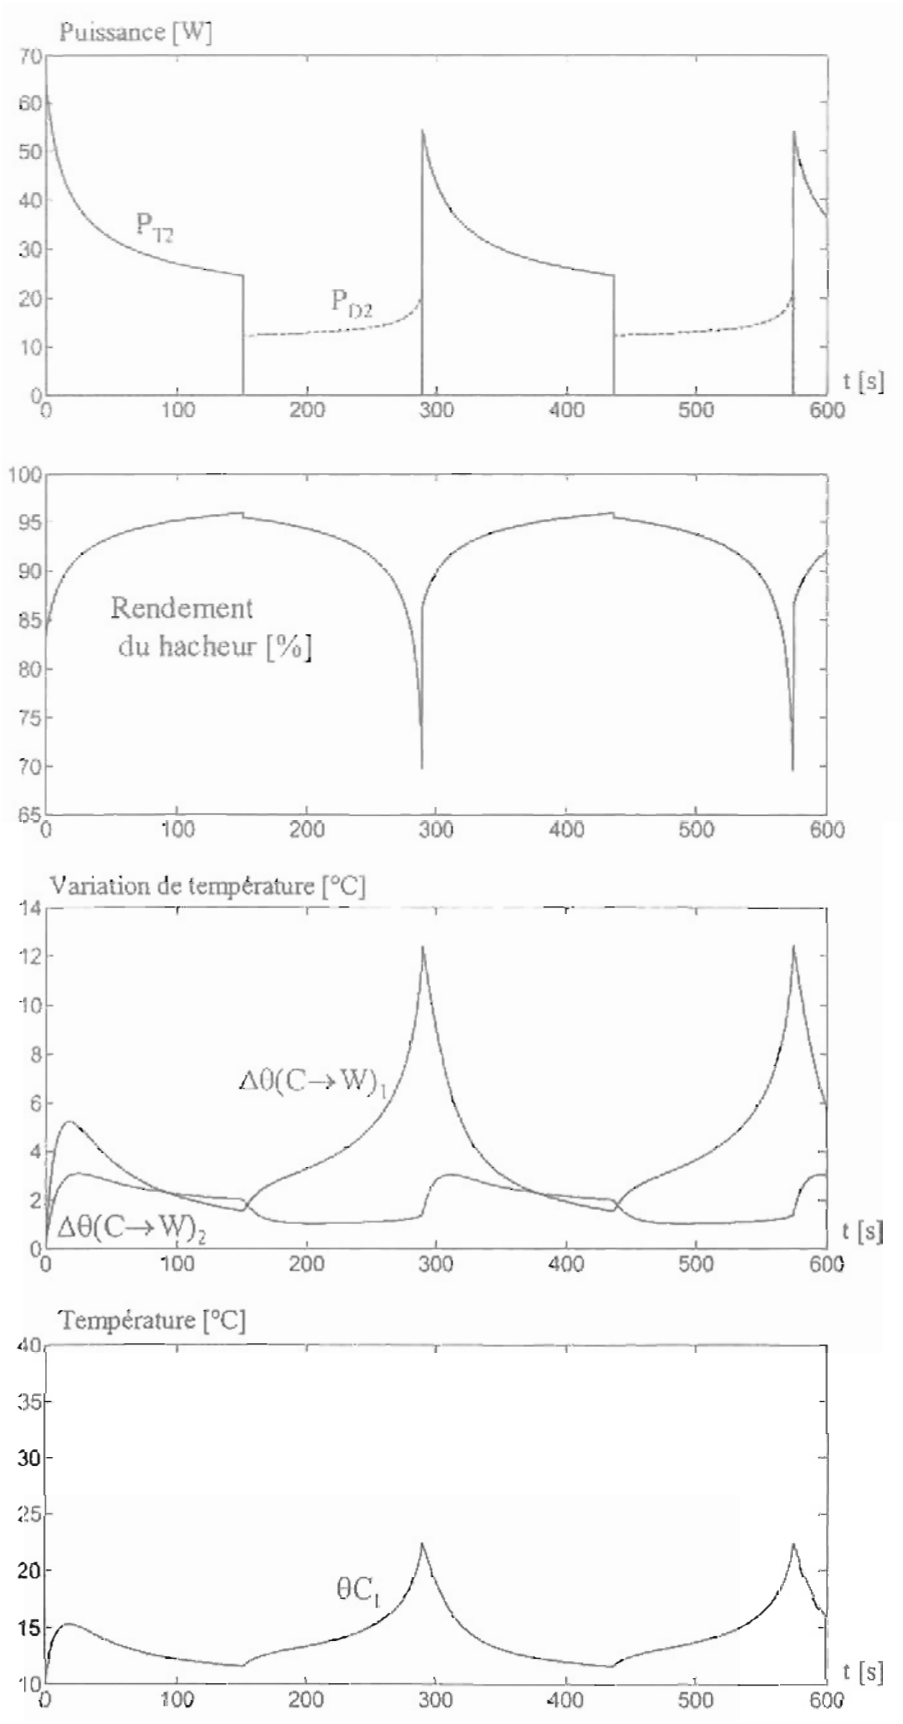 Puissance [W]
70
60
50
40
30
20
10
0
P_T2
P_D2
t [s]
0 100 200 300 400 500 600
100
95
90
85
80
75
70
65
Rendement
du hacheur [%]
0 100 200 300 400 500 600
Variation de température [°C]
14
12
10
8
6
4
2
0
Δθ(C→W)₁
Δθ(C→W)₂
t [s]
0 100 200 300 400 500 600
Température [°C]
40
35
30
25
20
15
10
θC₁
t [s]
0 100 200 300 400 500 600